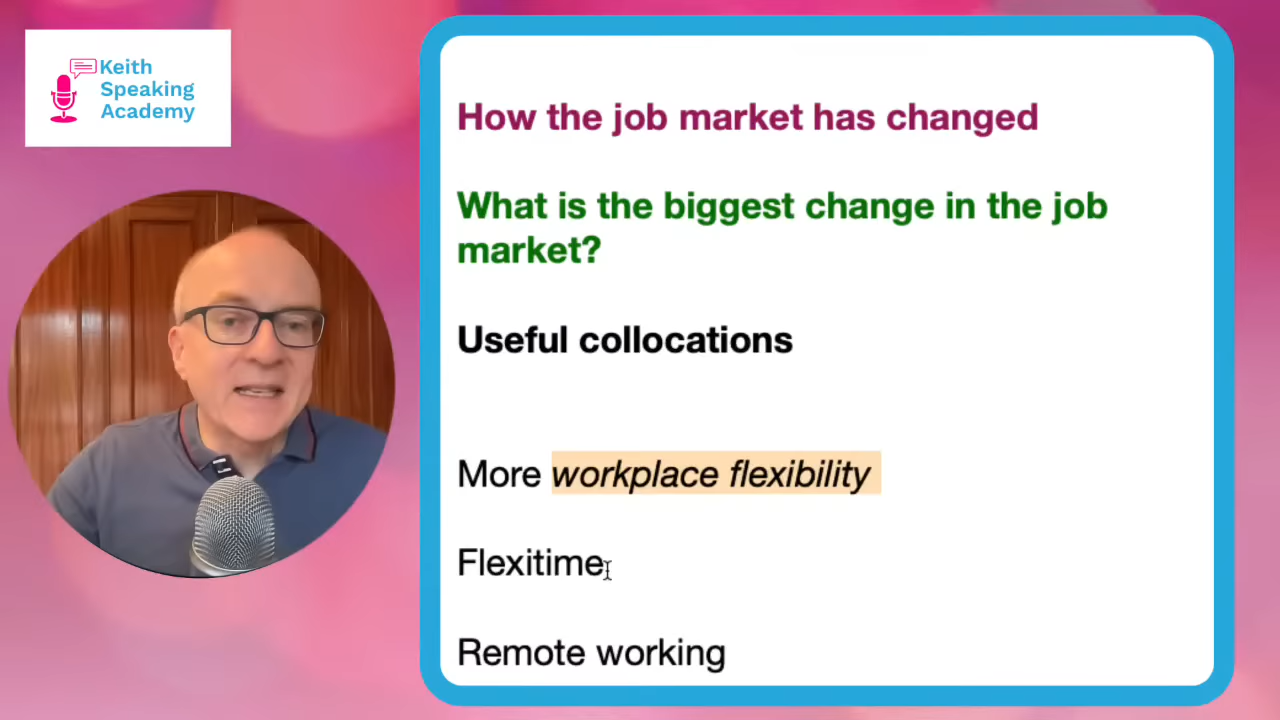 Keith
Speaking
Academy
How the job market has changed
What is the biggest change in the job
market?
Useful collocations
More workplace flexibility
Flexitime
Remote working